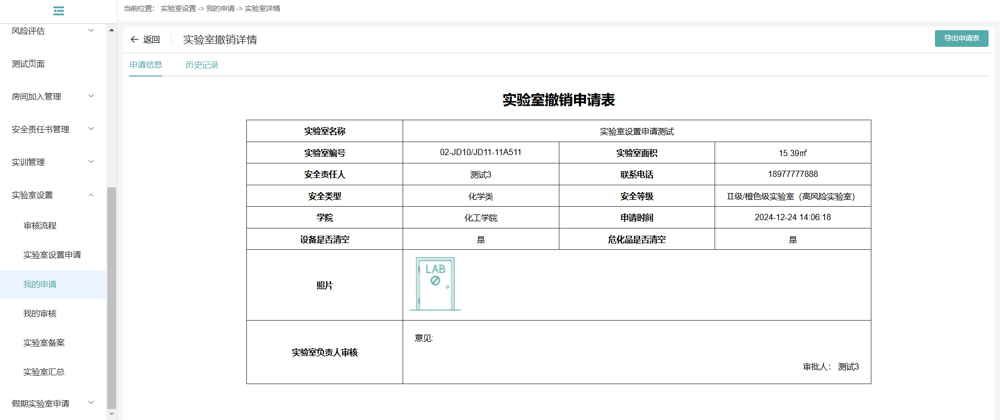 当前位置： 实验室设置 -> 我的申请 -> 实验室详情
风险评估
测试页面
房间加入管理
安全责任书管理
实训管理
实验室设置
审核流程
实验室设置申请
我的申请
我的审核
实验室备案
实验室汇总
假期实验室申请
返回 实验室撤销详情 导出申请表
申请信息 历史记录
实验室撤销申请表
实验室名称 实验室设置申请测试
实验室编号 02-JD10/JD11-11A511 实验室面积 15.39㎡
安全责任人 测试3 联系电话 18977777888
安全类型 化学类 安全等级 Ⅱ级/橙色级实验室（高风险实验室）
学院 化工学院 申请时间 2024-12-24 14:06:18
设备是否清空 是 危化品是否清空 是
照片 LAB
实验室负责人审核 意见:
审批人： 测试3